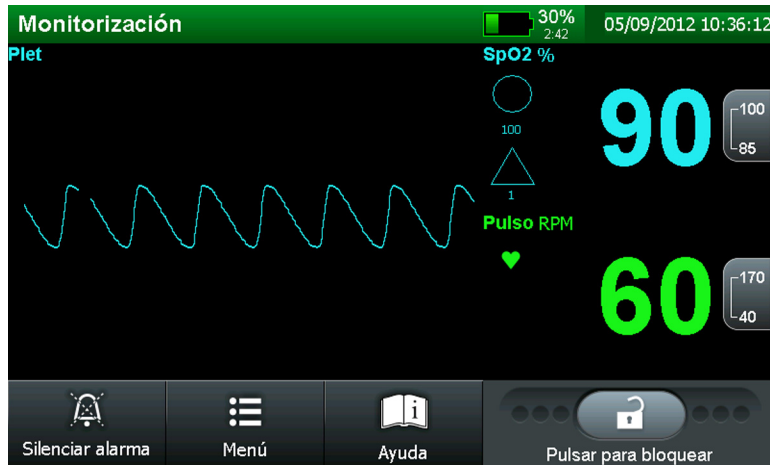 Monitorización
30%
2:42
05/09/2012 10:36:12
Plet
SpO2 %
100
1
90
100
85
Pulso RPM
60
170
40
i
Silenciar alarma
Menú
Ayuda
Pulsar para bloquear